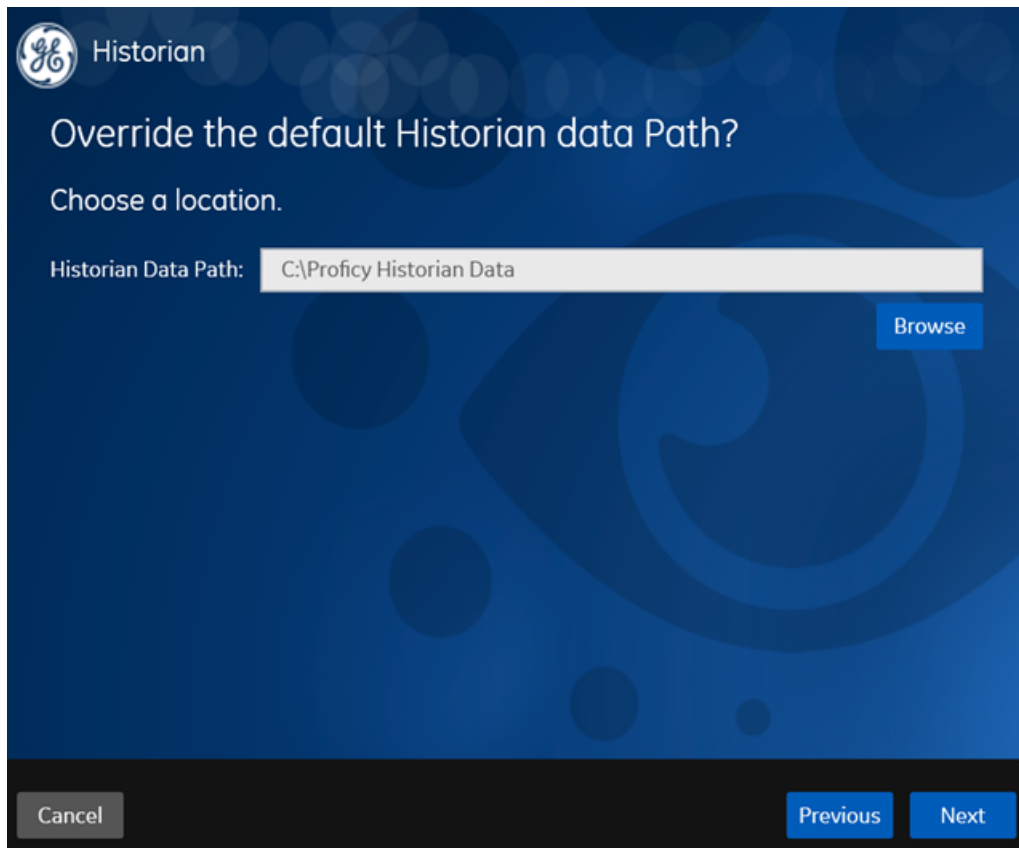 Historian
Override the default Historian data Path?
Choose a location.
Historian Data Path: C:\Proficy Historian Data
Browse
Cancel Previous Next